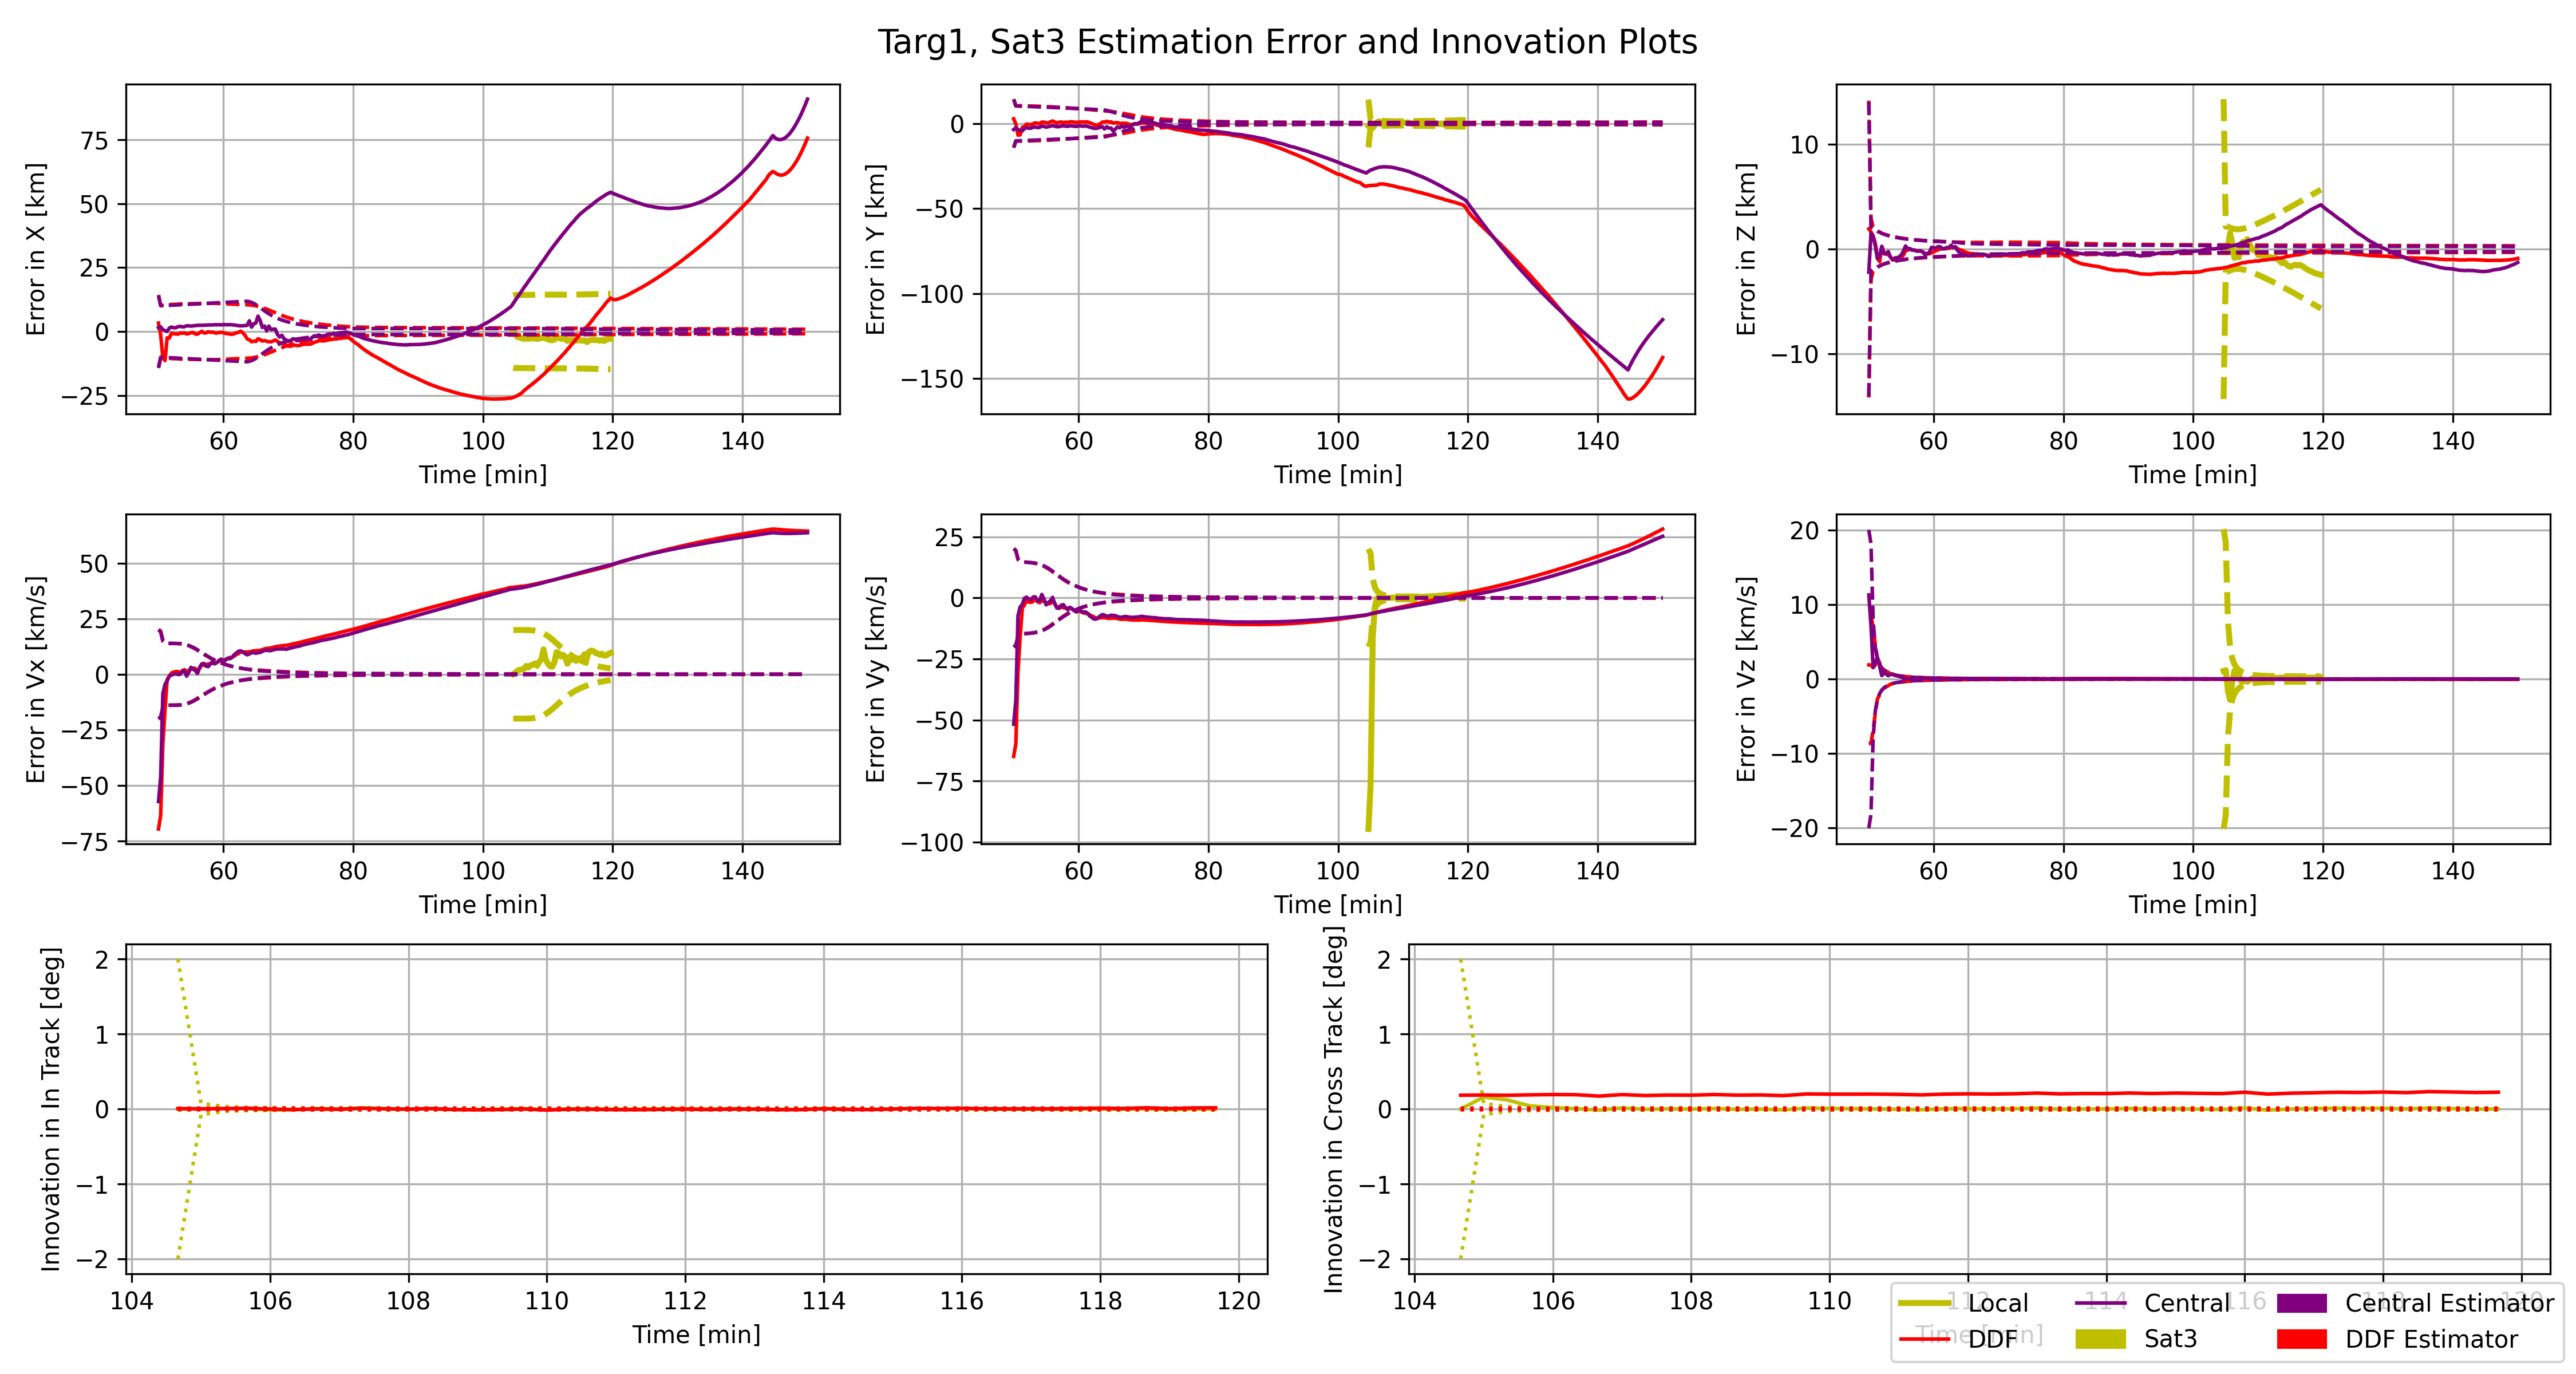 Targ1, Sat3 Estimation Error and Innovation Plots
Error in X [km]
75
50
25
0
−25
60 80 100 120 140
Time [min]
Error in Y [km]
0
−50
−100
−150
60 80 100 120 140
Time [min]
Error in Z [km]
10
0
−10
60 80 100 120 140
Time [min]
Error in Vx [km/s]
50
25
0
−25
−50
−75
60 80 100 120 140
Time [min]
Error in Vy [km/s]
25
0
−25
−50
−75
−100
60 80 100 120 140
Time [min]
Error in Vz [km/s]
20
10
0
−10
−20
60 80 100 120 140
Time [min]
Innovation in In Track [deg]
2
1
0
−1
−2
104 106 108 110 112 114 116 118 120
Time [min]
Innovation in Cross Track [deg]
2
1
0
−1
−2
104 106 108 110 112 114 116 118 120
Time [min]
Local Central Central Estimator
DDF Sat3 DDF Estimator